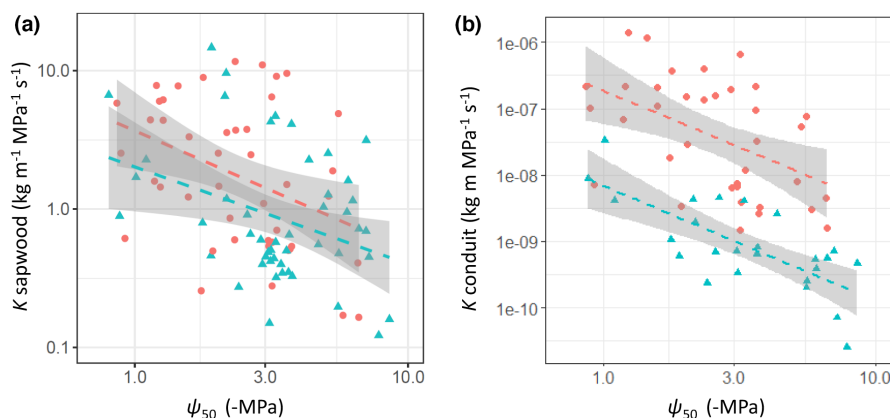 (a)
K sapwood (kg m⁻¹ MPa⁻¹ s⁻¹)
10.0
1.0
0.1
1.0
3.0
10.0
ψ50 (-MPa)
(b)
K conduit (kg m MPa⁻¹ s⁻¹)
1e-06
1e-07
1e-08
1e-09
1e-10
1.0
3.0
10.0
ψ50 (-MPa)